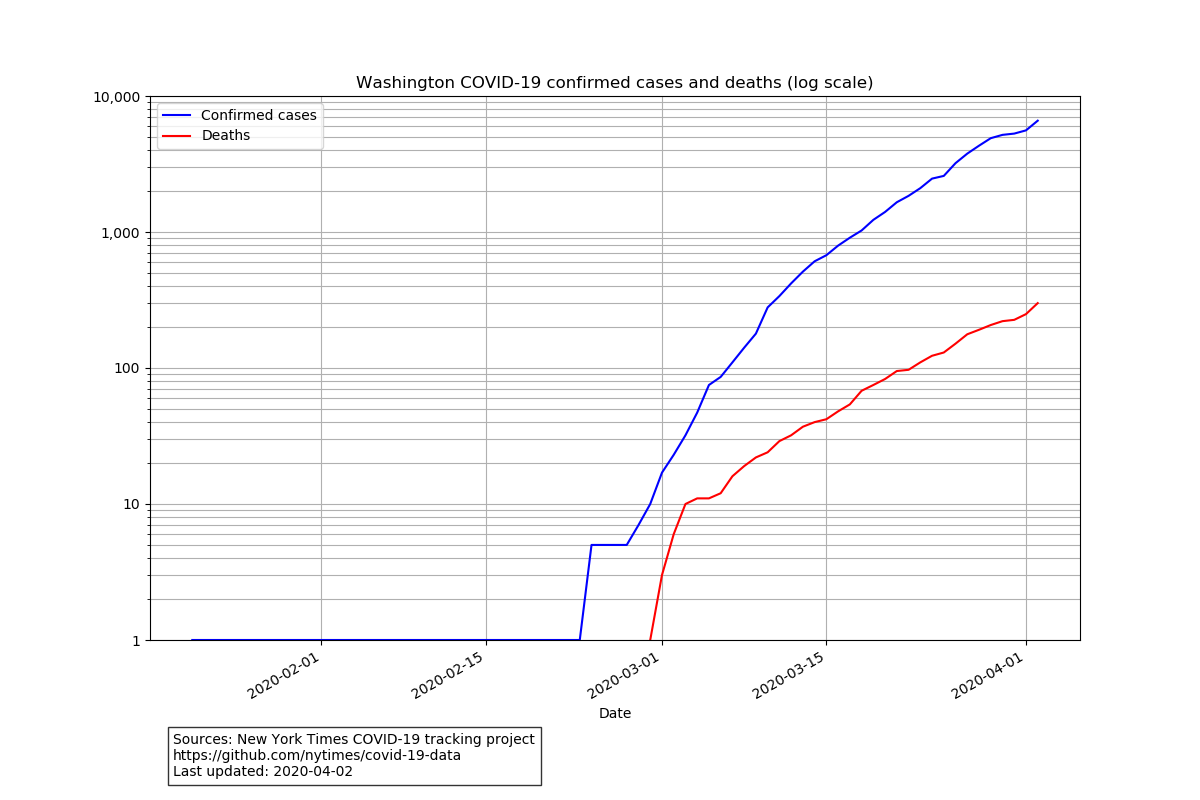 Washington COVID-19 confirmed cases and deaths (log scale)
10,000
Confirmed cases
Deaths
1,000
100
10
1
2020-02-01
2020-02-15
2020-03-01
2020-03-15
2020-04-01
Date
Sources: New York Times COVID-19 tracking project
https://github.com/nytimes/covid-19-data
Last updated: 2020-04-02